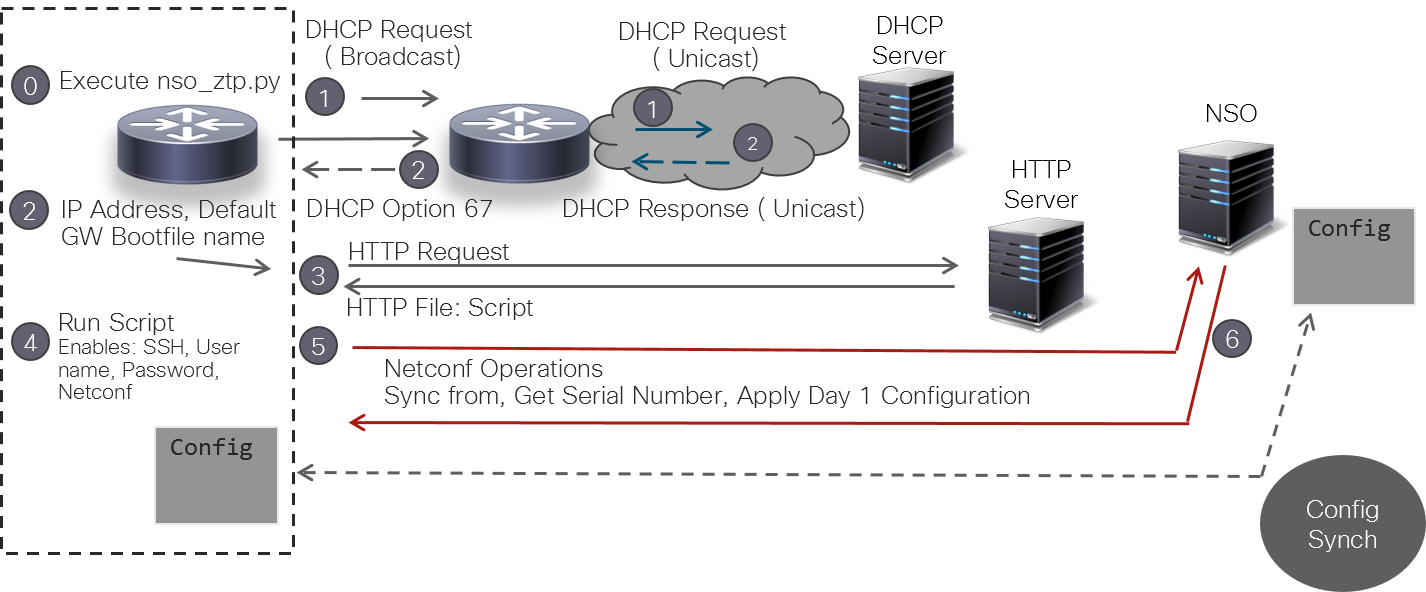 0
Execute nso_ztp.py
DHCP Request
( Broadcast)
1
DHCP Request
( Unicast)
1
2
DHCP
Server
NSO
HTTP
Server
2
2
IP Address, Default
GW Bootfile name
DHCP Option 67
DHCP Response ( Unicast)
Config
3
HTTP Request
HTTP File: Script
4
Run Script
Enables: SSH, User
name, Password,
Netconf
5
6
Netconf Operations
Sync from, Get Serial Number, Apply Day 1 Configuration
Config
Config
Synch